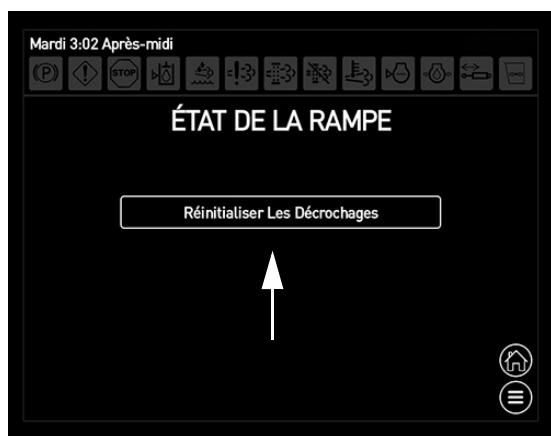 Mardi 3:02 Après-midi
(P) STOP
ÉTAT DE LA RAMPE
Réinitialiser Les Décrochages